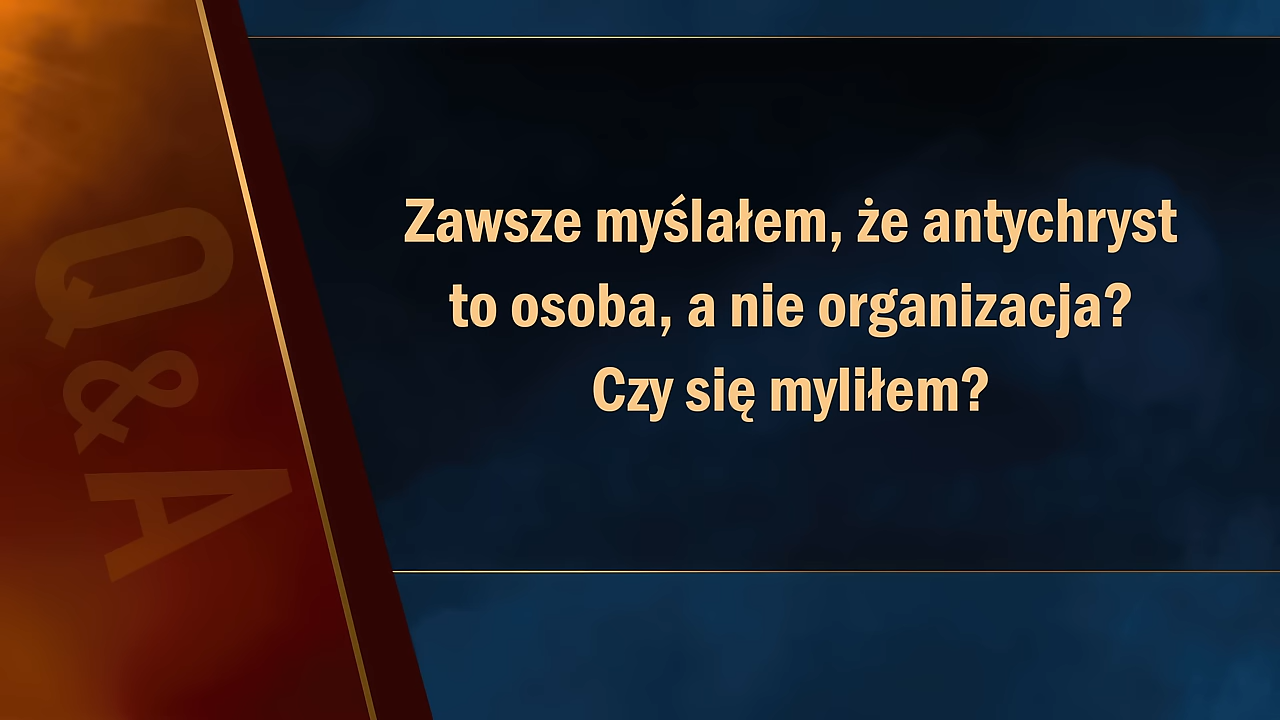 Q&A
Zawsze myślałem, że antychryst
to osoba, a nie organizacja?
Czy się myliłem?